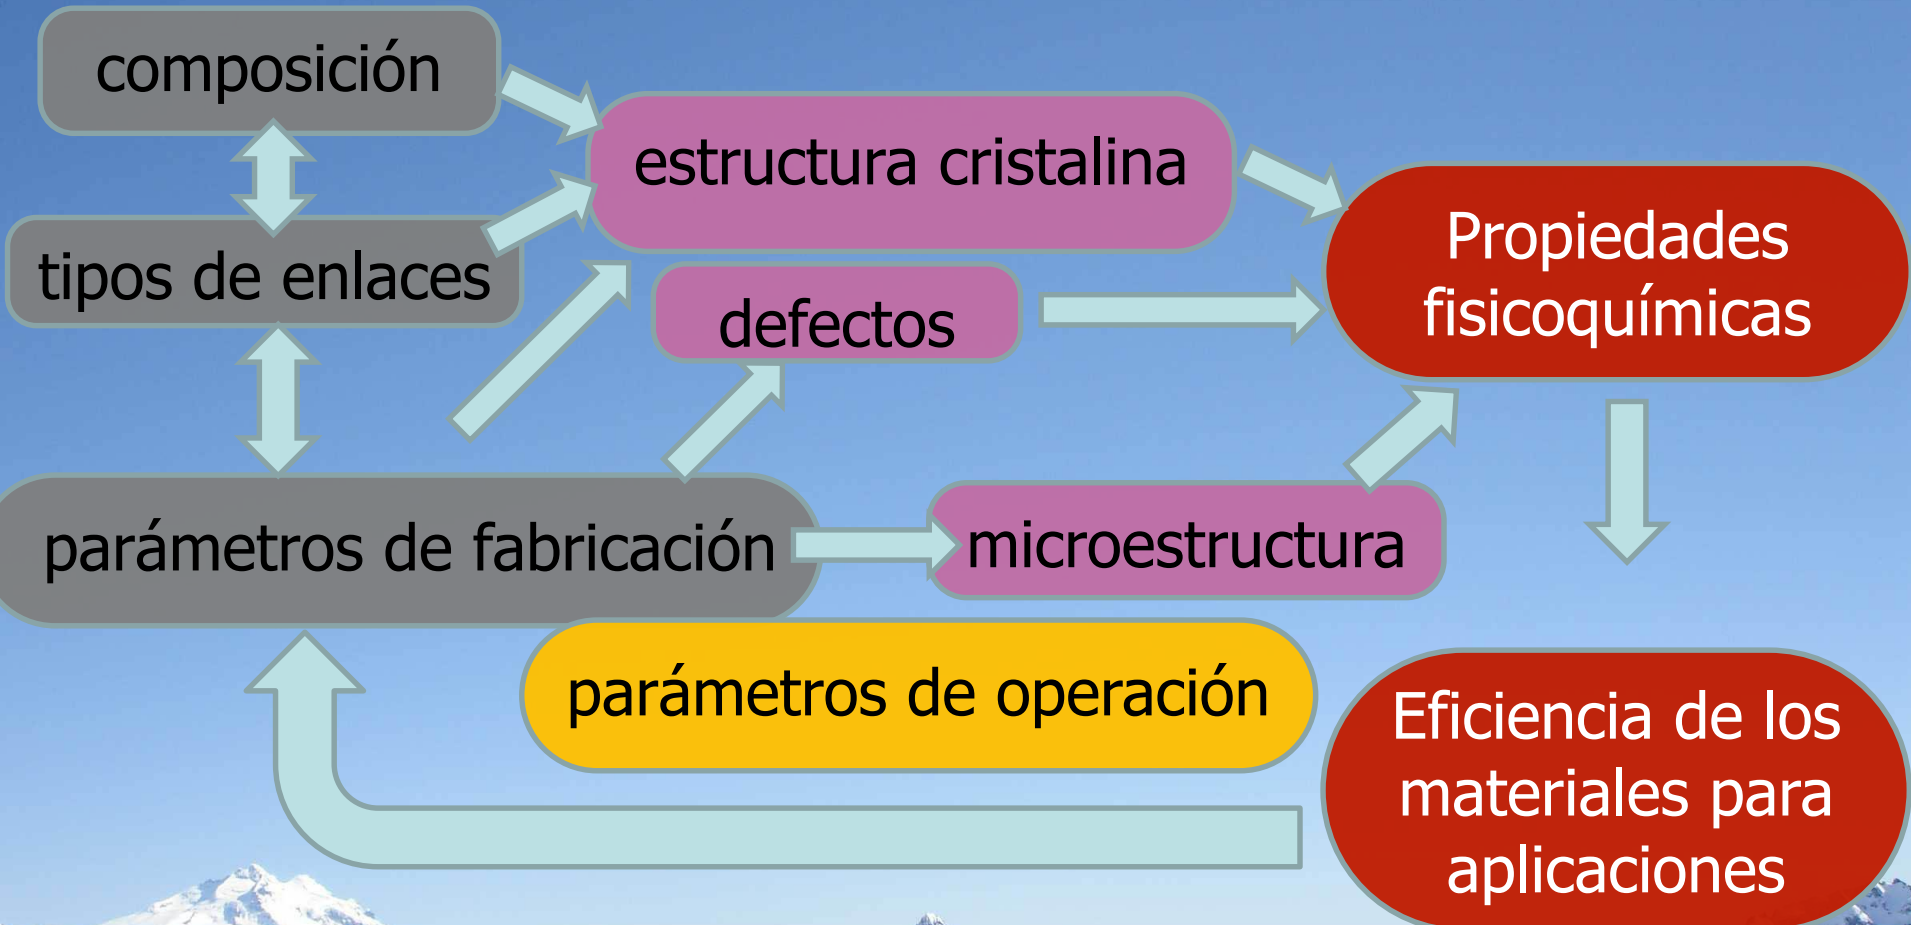 composición
estructura cristalina
tipos de enlaces
defectos
Propiedades
fisicoquímicas
parámetros de fabricación
microestructura
parámetros de operación
Eficiencia de los
materiales para
aplicaciones